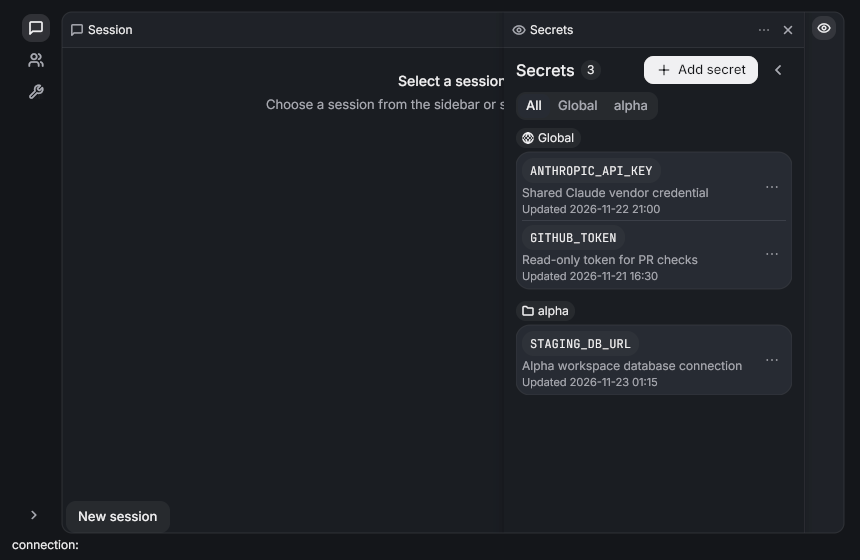 Session
Select a session
Choose a session from the sidebar or s
New session
connection:
Secrets
Secrets 3
Add secret
All Global alpha
Global
ANTHROPIC_API_KEY
Shared Claude vendor credential
Updated 2026-11-22 21:00
GITHUB_TOKEN
Read-only token for PR checks
Updated 2026-11-21 16:30
alpha
STAGING_DB_URL
Alpha workspace database connection
Updated 2026-11-23 01:15